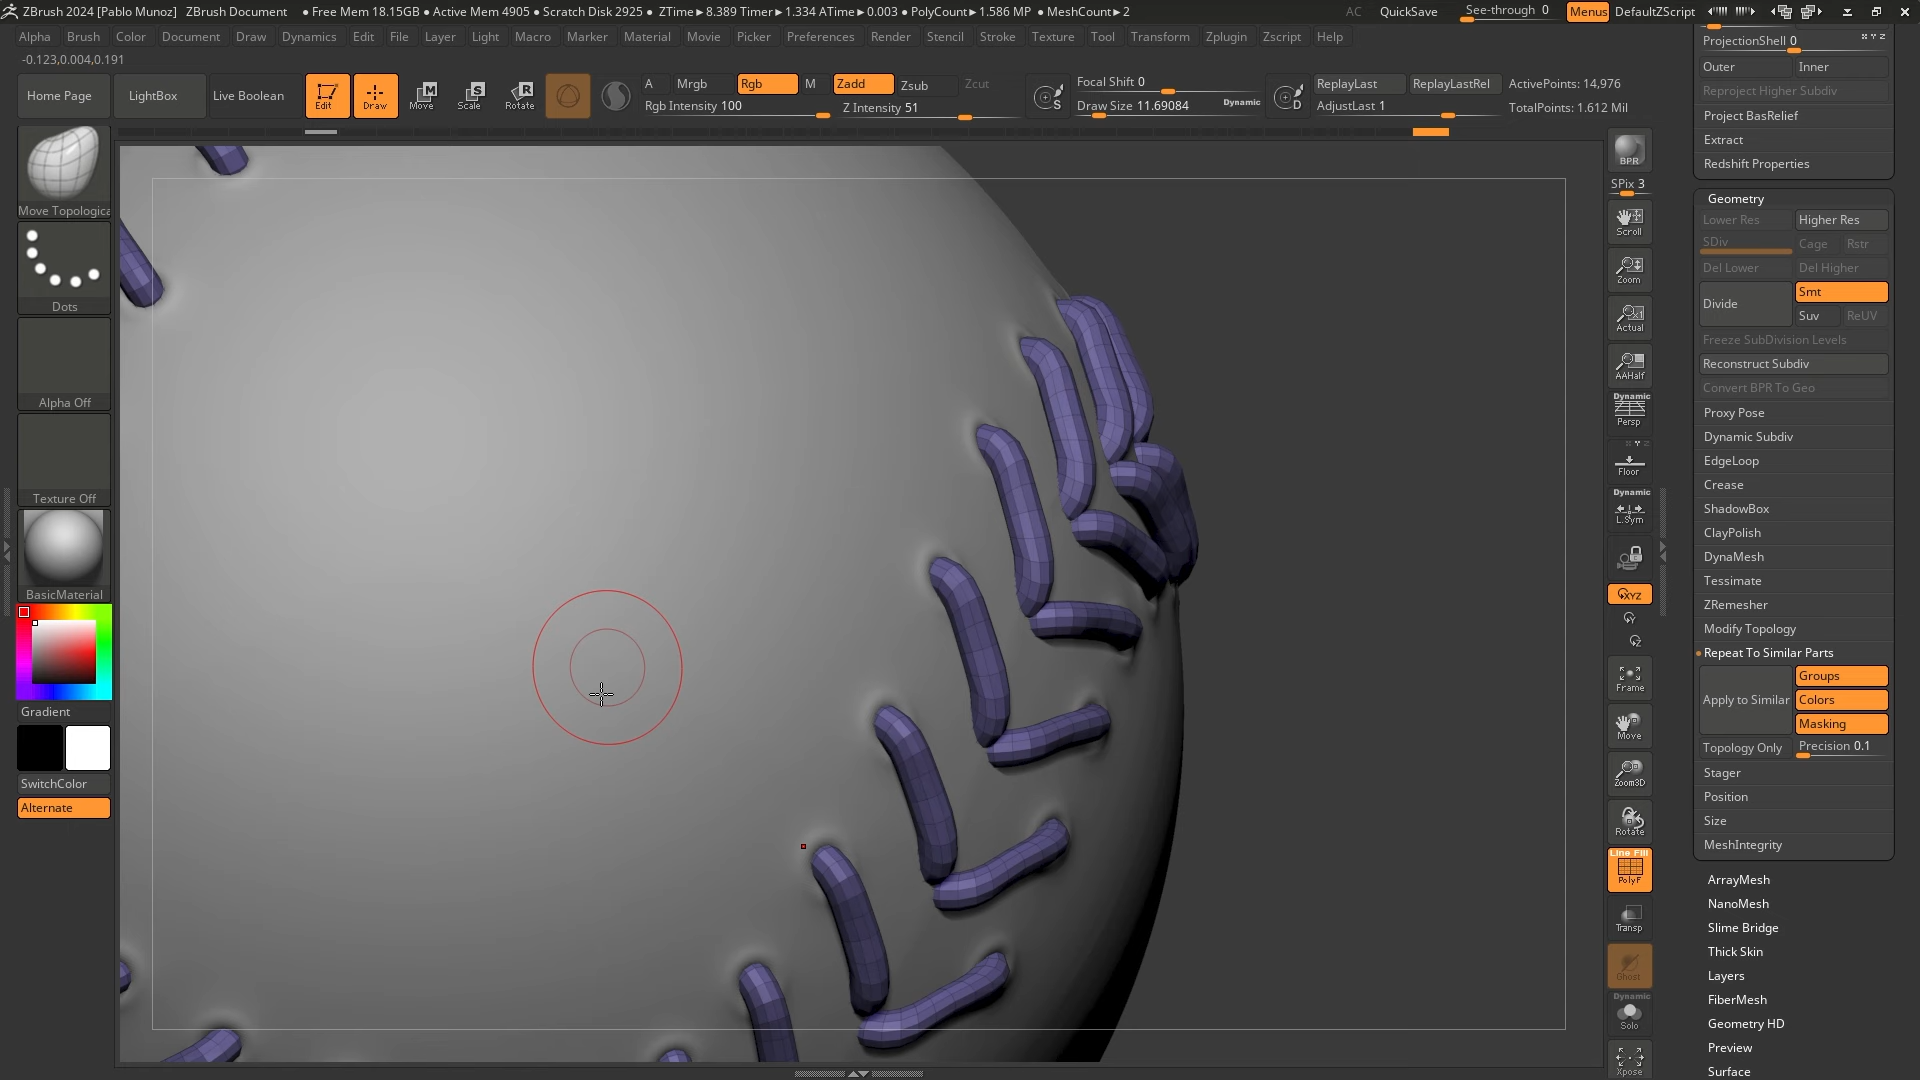 ZBrush 2024 [Pablo Munoz] ZBrush Document ● Free Mem 18.15GB ● Active Mem 4905 ● Scratch Disk 2925 ● ZTime►8.389 Timer►1.334 ATime►0.003 ● PolyCount►1.586 MP ● MeshCount►2 AC QuickSave See-through 0 Menus DefaultZScript
Alpha Brush Color Document Draw Dynamics Edit File Layer Light Macro Marker Material Movie Picker Preferences Render Stencil Stroke Texture Tool Transform Zplugin Zscript Help
-0.123,0.004,0.191
Home Page LightBox Live Boolean Edit Draw Move Scale Rotate
A Mrgb Rgb M Zadd Zsub Zcut
Rgb Intensity 100 Z Intensity 51
Focal Shift 0
Draw Size 11.69084 Dynamic
S
D
ReplayLast ReplayLastRel
AdjustLast 1
ActivePoints: 14,976
TotalPoints: 1.612 Mil
Move Topologica
Dots
Alpha Off
Texture Off
BasicMaterial
Gradient
SwitchColor
Alternate
BPR
SPix 3
Scroll
Zoom
Actual
AAHalf
Dynamic
Persp
Floor
Dynamic
L.Sym
XYZ
Y
Z
Frame
Move
Zoom3D
Rotate
Line Fill
PolyF
Transp
Ghost
Dynamic
Solo
Xpose
ProjectionShell 0
Outer Inner
Reproject Higher Subdiv
Project BasRelief
Extract
Redshift Properties
Geometry
Lower Res Higher Res
SDiv Cage Rstr
Del Lower Del Higher
Divide Smt
Suv ReUV
Freeze SubDivision Levels
Reconstruct Subdiv
Convert BPR To Geo
Proxy Pose
Dynamic Subdiv
EdgeLoop
Crease
ShadowBox
ClayPolish
DynaMesh
Tessimate
ZRemesher
Modify Topology
Repeat To Similar Parts
Apply to Similar Groups
Colors
Masking
Topology Only Precision 0.1
Stager
Position
Size
MeshIntegrity
ArrayMesh
NanoMesh
Slime Bridge
Thick Skin
Layers
FiberMesh
Geometry HD
Preview
Surface